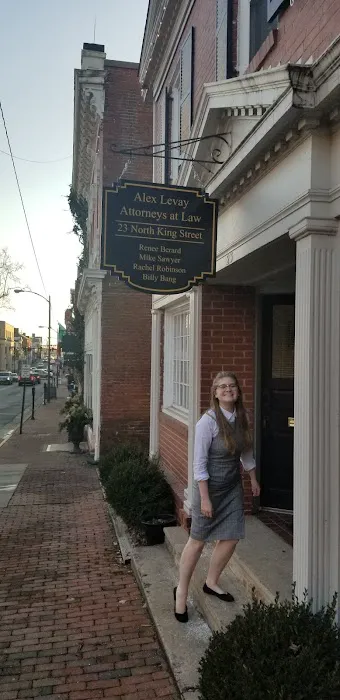 Alex Levay
Attorneys at Law
23 North King Street
Renee Berard
Mike Sawyer
Rachel Robinson
Billy Bang